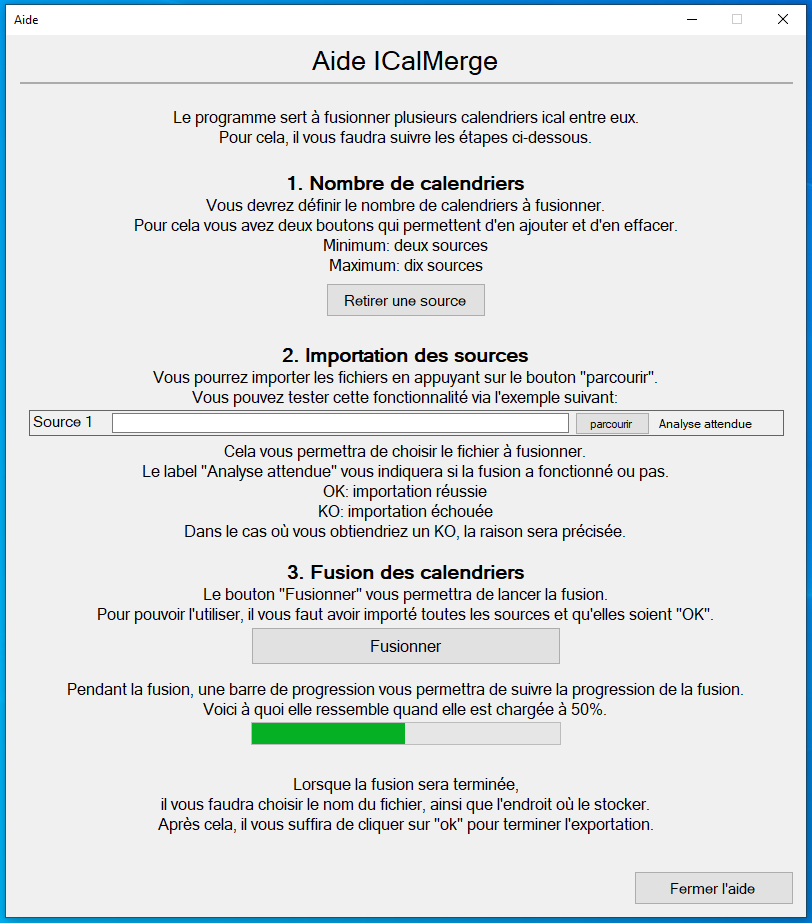 Aide
Aide ICalMerge
Le programme sert à fusionner plusieurs calendriers ical entre eux.
Pour cela, il vous faudra suivre les étapes ci-dessous.
1. Nombre de calendriers
Vous devrez définir le nombre de calendriers à fusionner.
Pour cela vous avez deux boutons qui permettent d'en ajouter et d'en effacer.
Minimum: deux sources
Maximum: dix sources
Retirer une source
2. Importation des sources
Vous pourrez importer les fichiers en appuyant sur le bouton "parcourir".
Vous pouvez tester cette fonctionnalité via l'exemple suivant:
Source 1 parcourir Analyse attendue
Cela vous permettra de choisir le fichier à fusionner.
Le label "Analyse attendue" vous indiquera si la fusion a fonctionné ou pas.
OK: importation réussie
KO: importation échouée
Dans le cas où vous obtiendriez un KO, la raison sera précisée.
3. Fusion des calendriers
Le bouton "Fusionner" vous permettra de lancer la fusion.
Pour pouvoir l'utiliser, il vous faut avoir importé toutes les sources et qu'elles soient "OK".
Fusionner
Pendant la fusion, une barre de progression vous permettra de suivre la progression de la fusion.
Voici à quoi elle ressemble quand elle est chargée à 50%.
Lorsque la fusion sera terminée,
il vous faudra choisir le nom du fichier, ainsi que l'endroit où le stocker.
Après cela, il vous suffira de cliquer sur "ok" pour terminer l'exportation.
Fermer l'aide